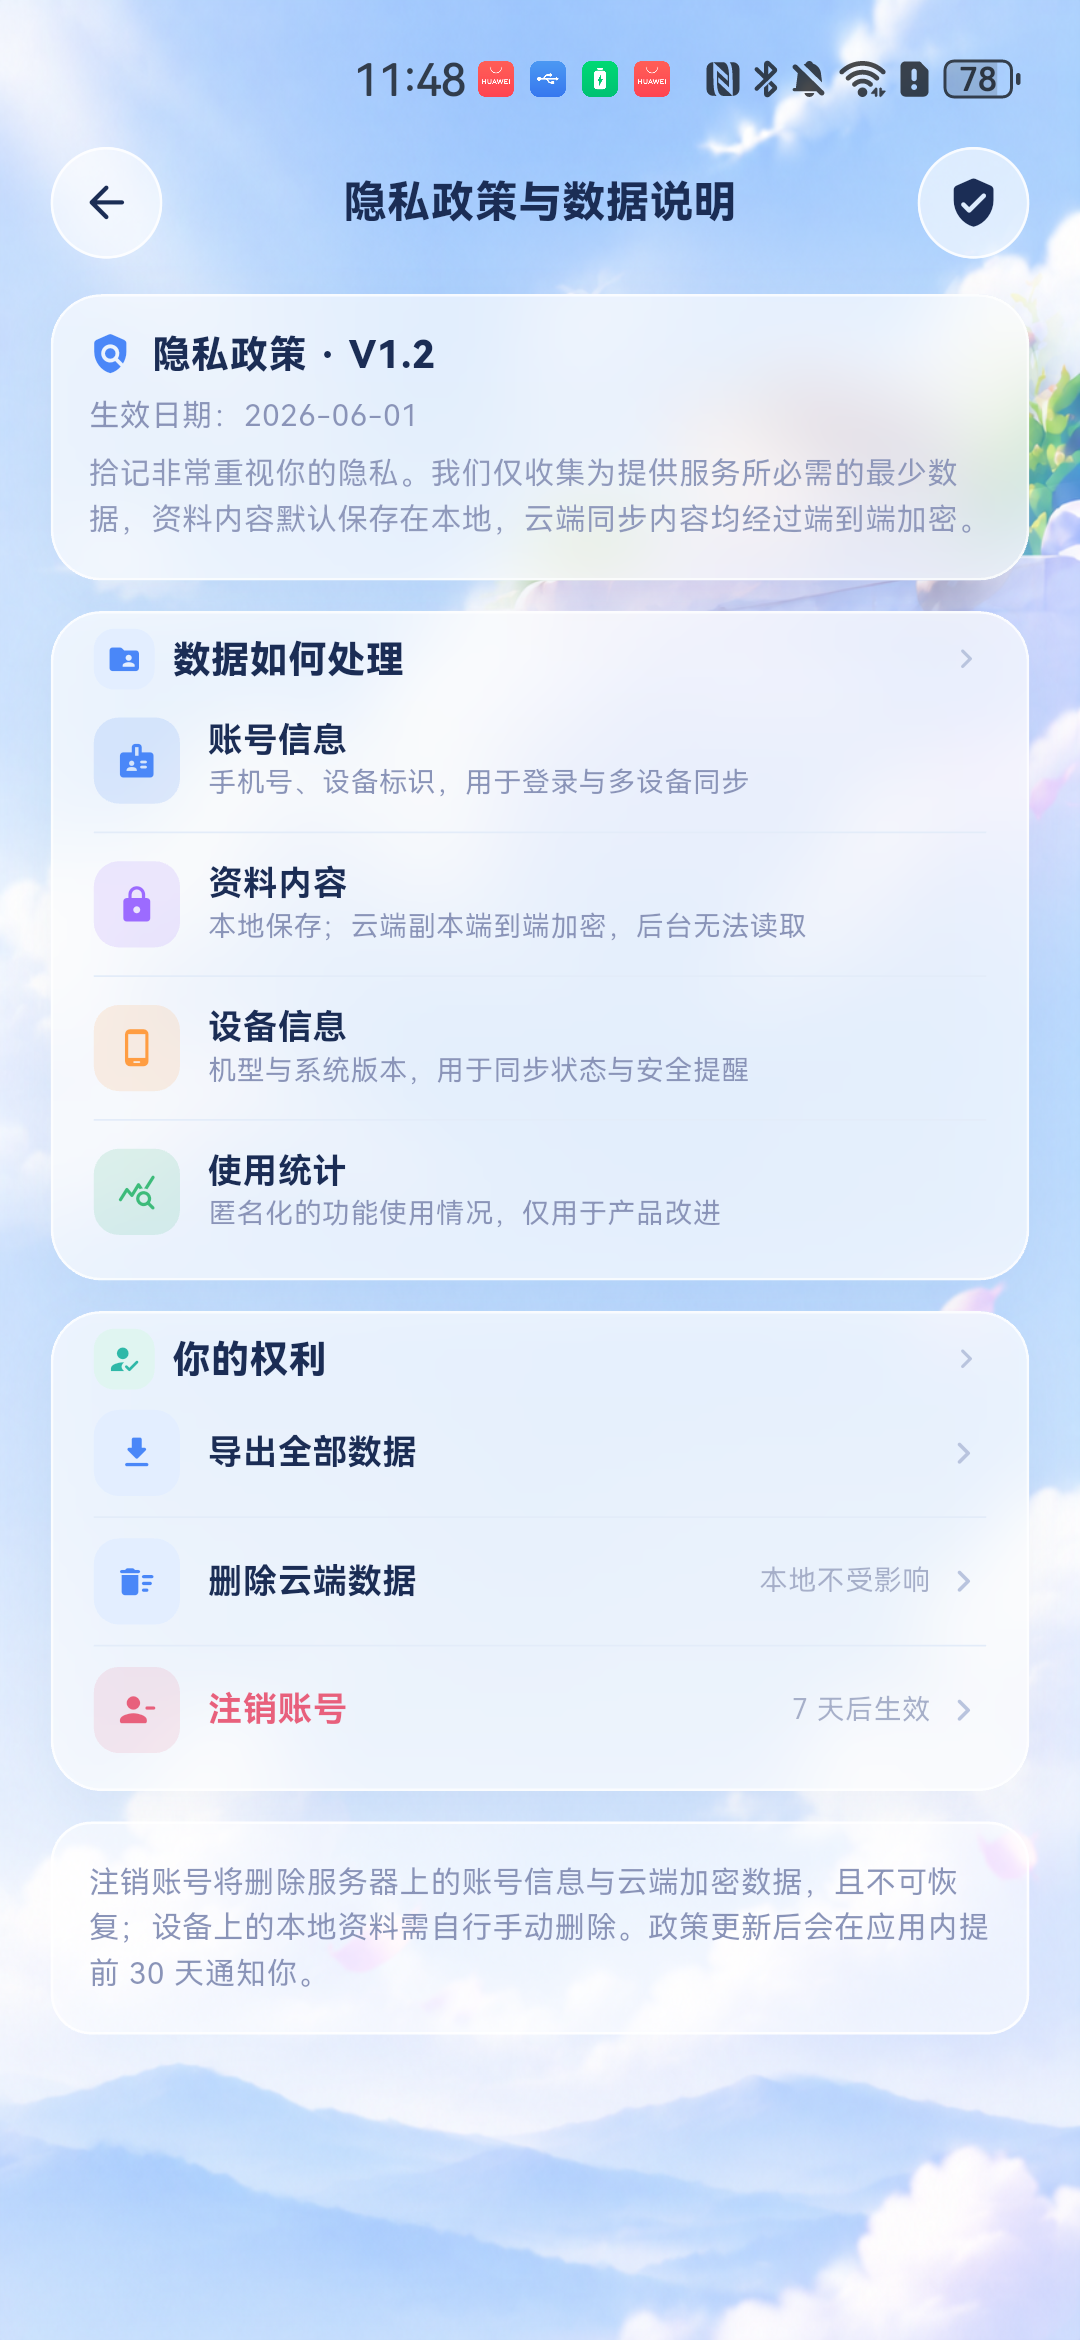 11:48
HUAWEI
HUAWEI
78
隐私政策与数据说明
隐私政策 · V1.2
生效日期：2026-06-01
拾记非常重视你的隐私。我们仅收集为提供服务所必需的最少数
据，资料内容默认保存在本地，云端同步内容均经过端到端加密。
数据如何处理
账号信息
手机号、设备标识，用于登录与多设备同步
资料内容
本地保存；云端副本端到端加密，后台无法读取
设备信息
机型与系统版本，用于同步状态与安全提醒
使用统计
匿名化的功能使用情况，仅用于产品改进
你的权利
导出全部数据
删除云端数据
本地不受影响
注销账号
7 天后生效
注销账号将删除服务器上的账号信息与云端加密数据，且不可恢
复；设备上的本地资料需自行手动删除。政策更新后会在应用内提
前 30 天通知你。